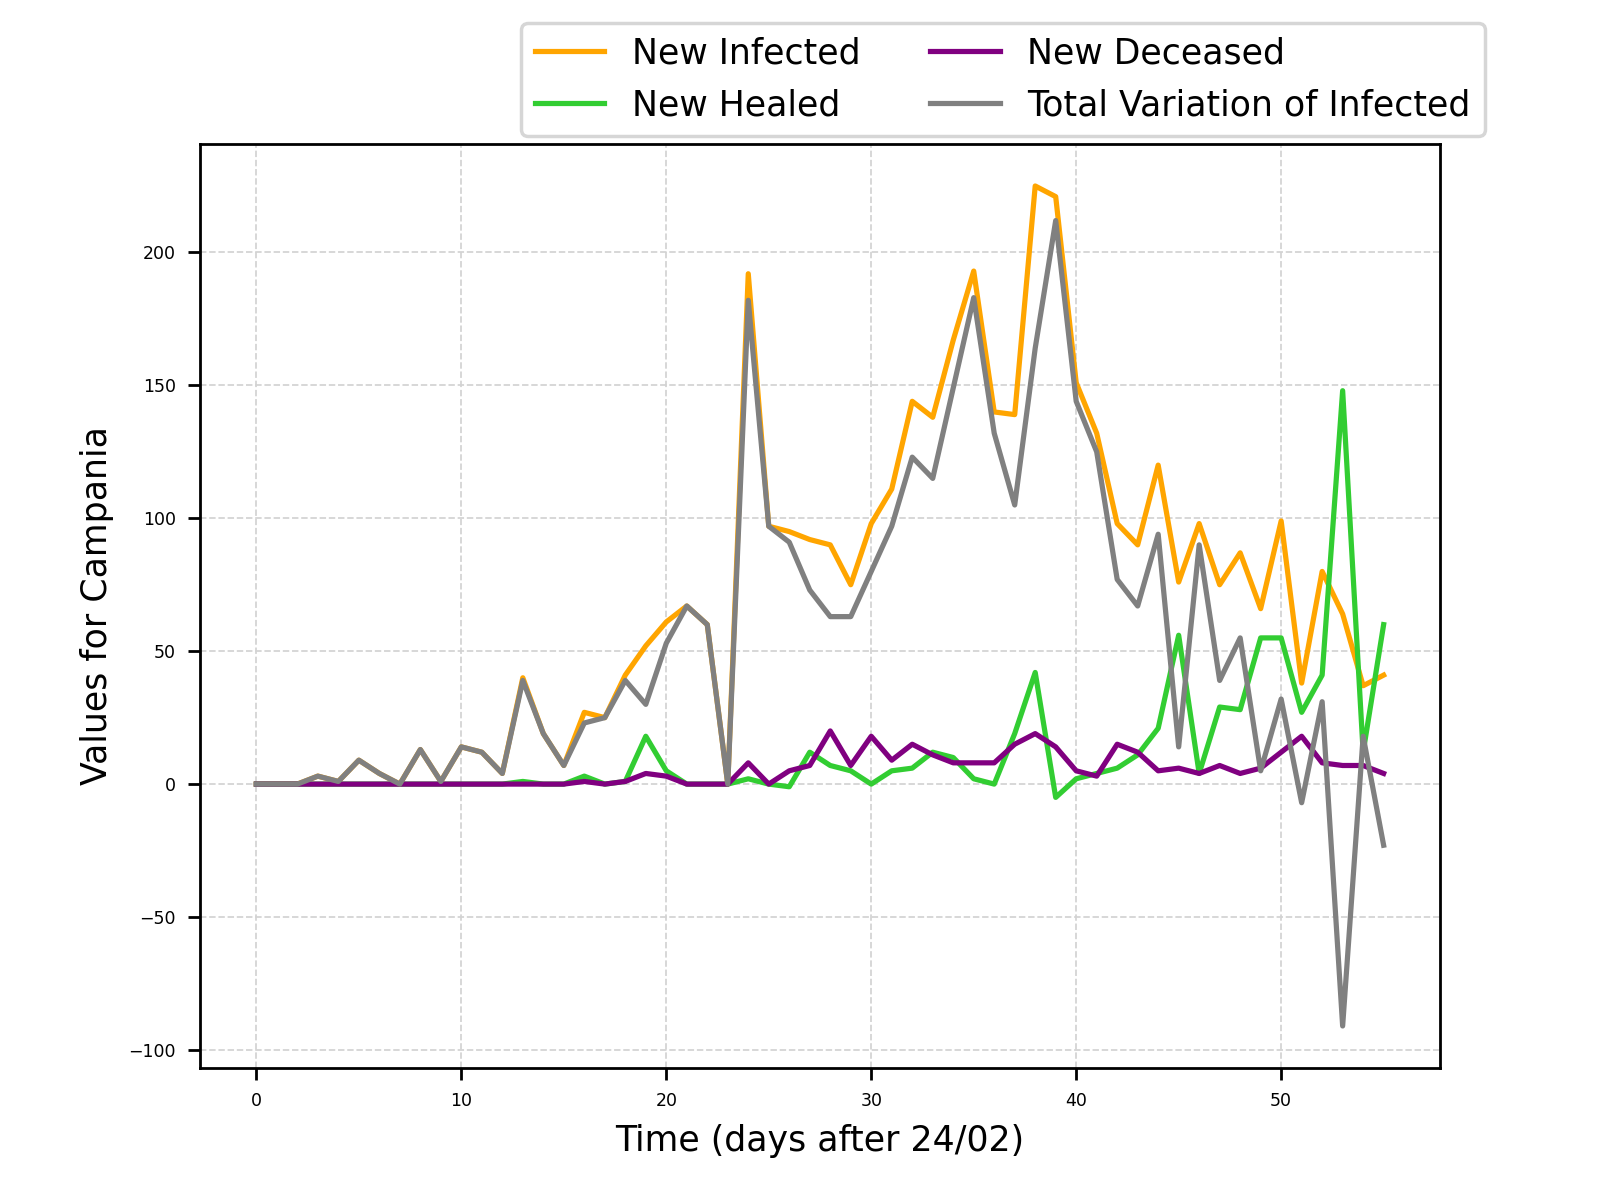 New Infected
New Healed
New Deceased
Total Variation of Infected
Values for Campania
200
150
100
50
0
−50
−100
0 10 20 30 40 50
Time (days after 24/02)